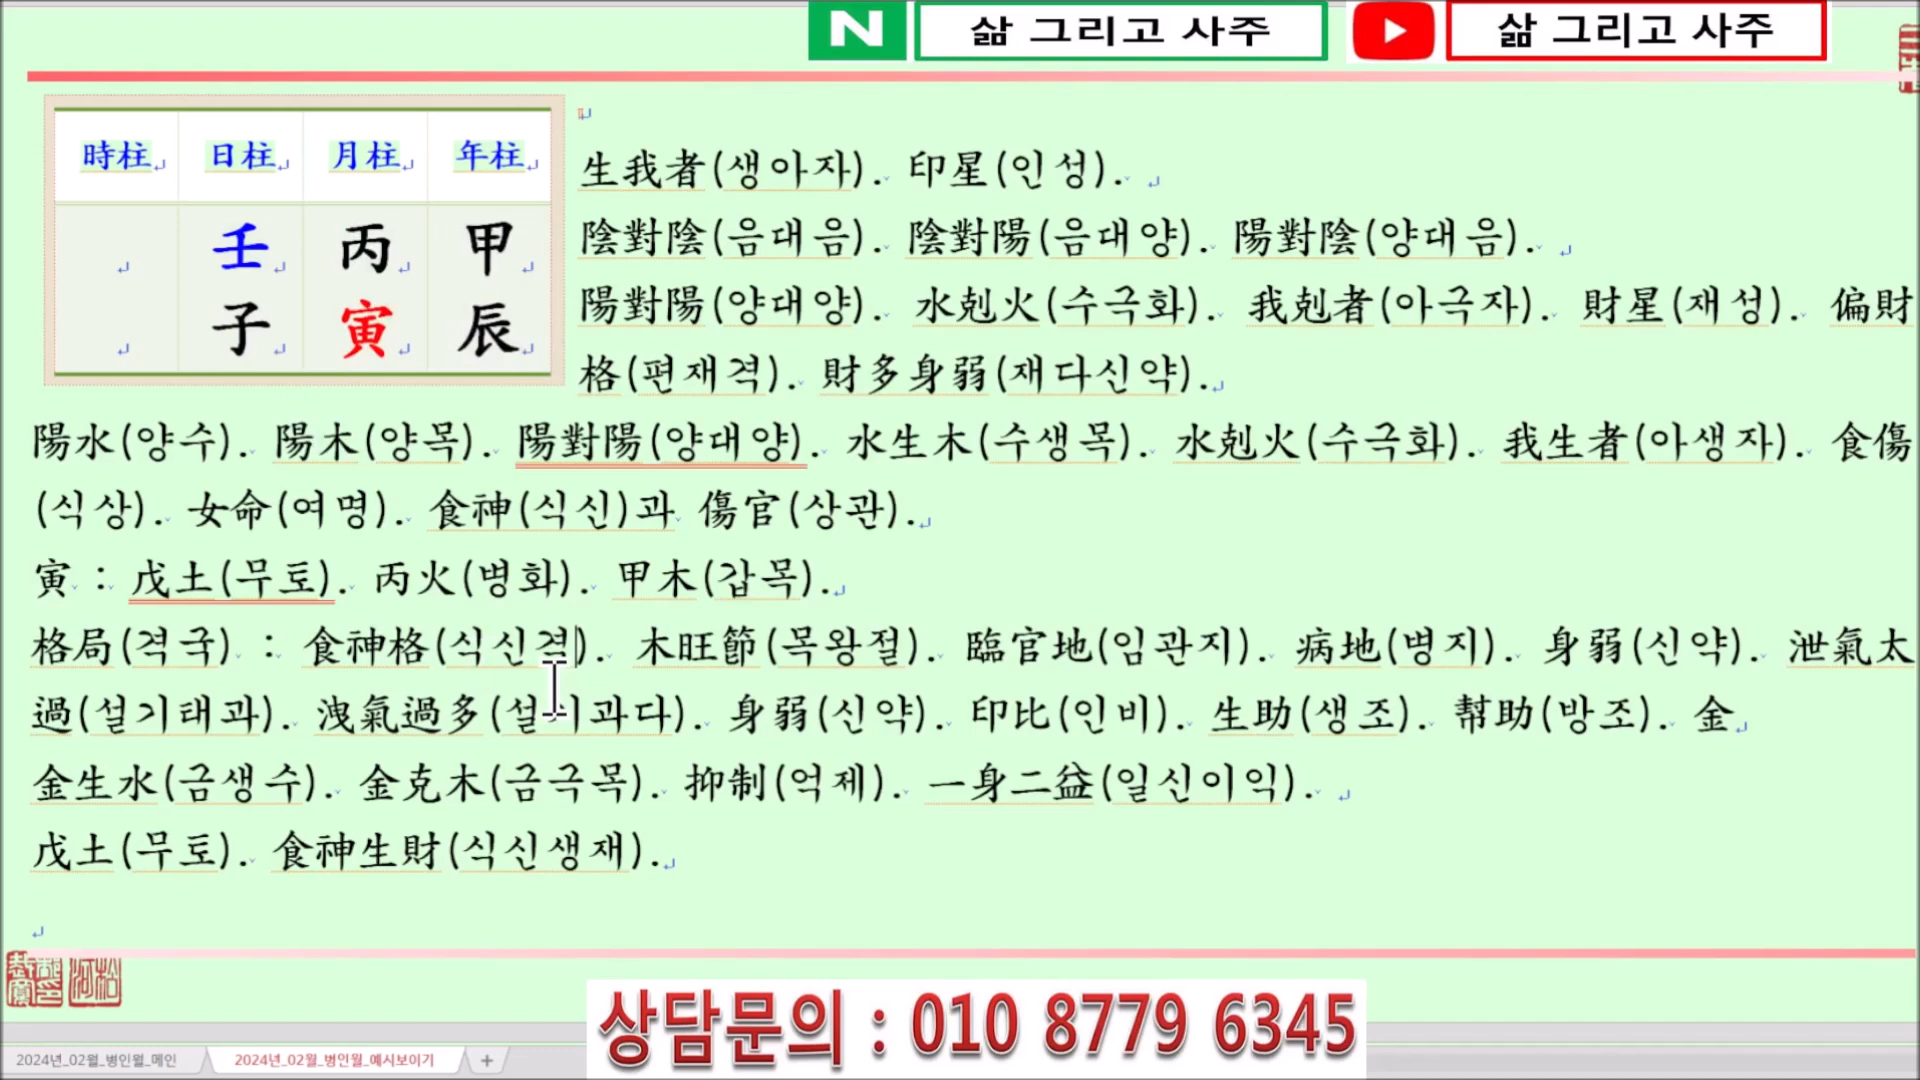 N 삶 그리고 사주 삶 그리고 사주
時柱 日柱 月柱 年柱
壬 丙 甲
子 寅 辰
生我者(생아자). 印星(인성).
陰對陰(음대음). 陰對陽(음대양). 陽對陰(양대음).
陽對陽(양대양). 水剋火(수극화). 我剋者(아극자). 財星(재성). 偏財
格(편재격). 財多身弱(재다신약).
陽水(양수). 陽木(양목). 陽對陽(양대양). 水生木(수생목). 水剋火(수극화). 我生者(아생자). 食傷
(식상). 女命(여명). 食神(식신)과 傷官(상관).
寅 : 戊土(무토). 丙火(병화). 甲木(갑목).
格局(격국) : 食神格(식신격). 木旺節(목왕절). 臨官地(임관지). 病地(병지). 身弱(신약). 泄氣太
過(설기태과). 洩氣過多(설기과다). 身弱(신약). 印比(인비). 生助(생조). 幇助(방조). 金
金生水(금생수). 金克木(금극목). 抑制(억제). 一身二益(일신이익).
戊土(무토). 食神生財(식신생재).
상담문의 : 010 8779 6345
2024년_02월_병인월_메인 2024년_02월_병인월_예시보이기 +